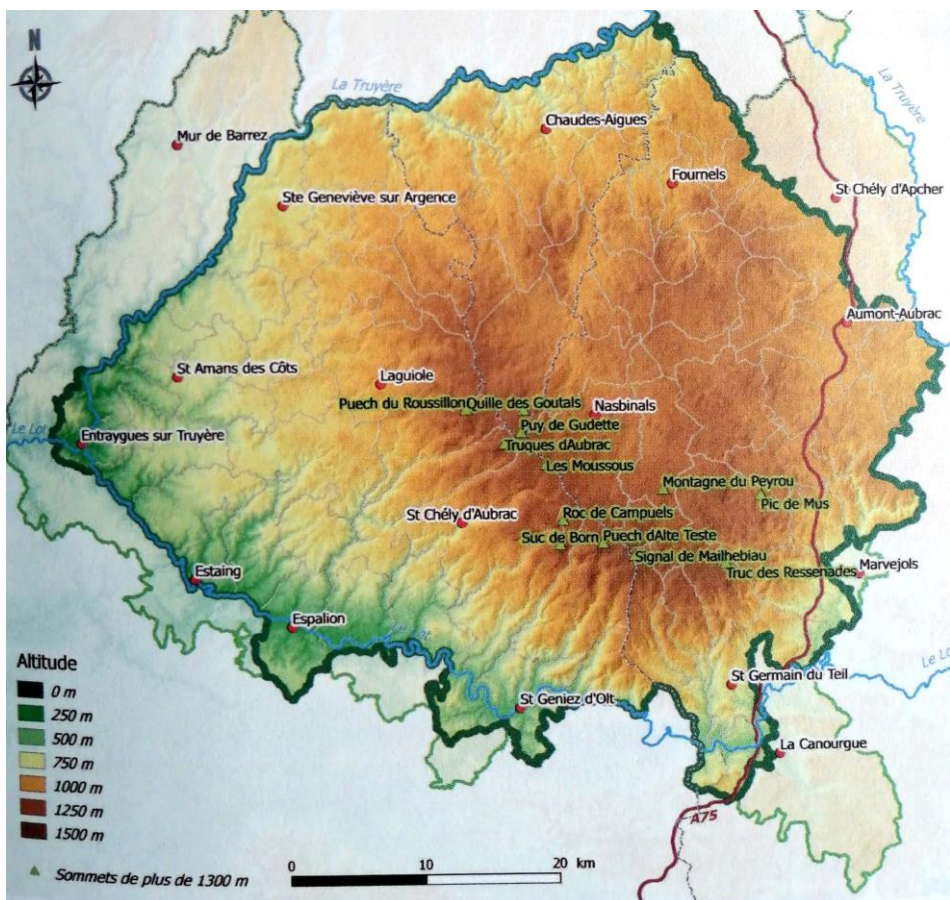 N
La Truyère
La Truyère
Mur de Barrez
Chaudes-Aigues
Fournels
St Chély d'Apcher
Ste Geneviève sur Argence
Aumont-Aubrac
St Amans des Côts
Laguiole
Puech du Roussillon
Quille des Goutals
Nasbinals
Puy de Gudette
Le Lot
Entraygues sur Truyère
Truques d'Aubrac
Les Moussous
Montagne du Peyrou
Pic de Mus
St Chély d'Aubrac
Roc de Campuels
Suc de Born
Puech d'Alte Teste
Signal de Mailhebiau
Truc des Ressenades
Marvejols
Estaing
Espalion
Le Lot
Le Lo
St Germain du Teil
St Geniez d'Olt
La Canourgue
A75
Altitude
0 m
250 m
500 m
750 m
1000 m
1250 m
1500 m
Sommets de plus de 1300 m
0 10 20 km